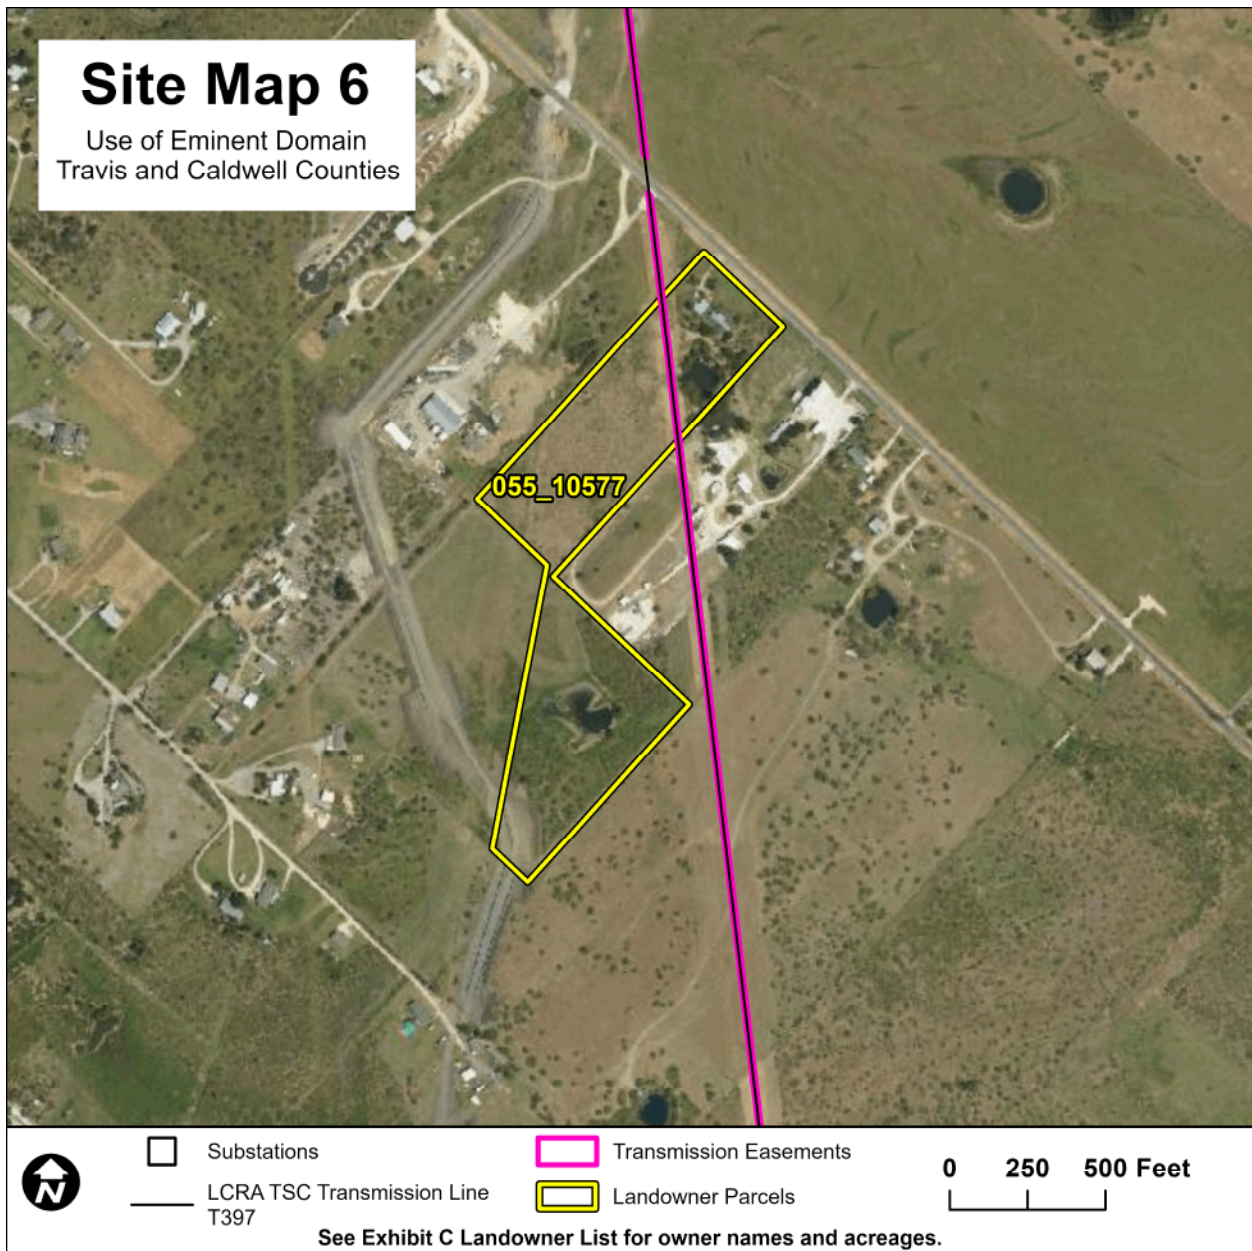 Site Map 6
Use of Eminent Domain
Travis and Caldwell Counties
055_10577
N
Substations
LCRA TSC Transmission Line
T397
Transmission Easements
Landowner Parcels
0 250 500 Feet
See Exhibit C Landowner List for owner names and acreages.